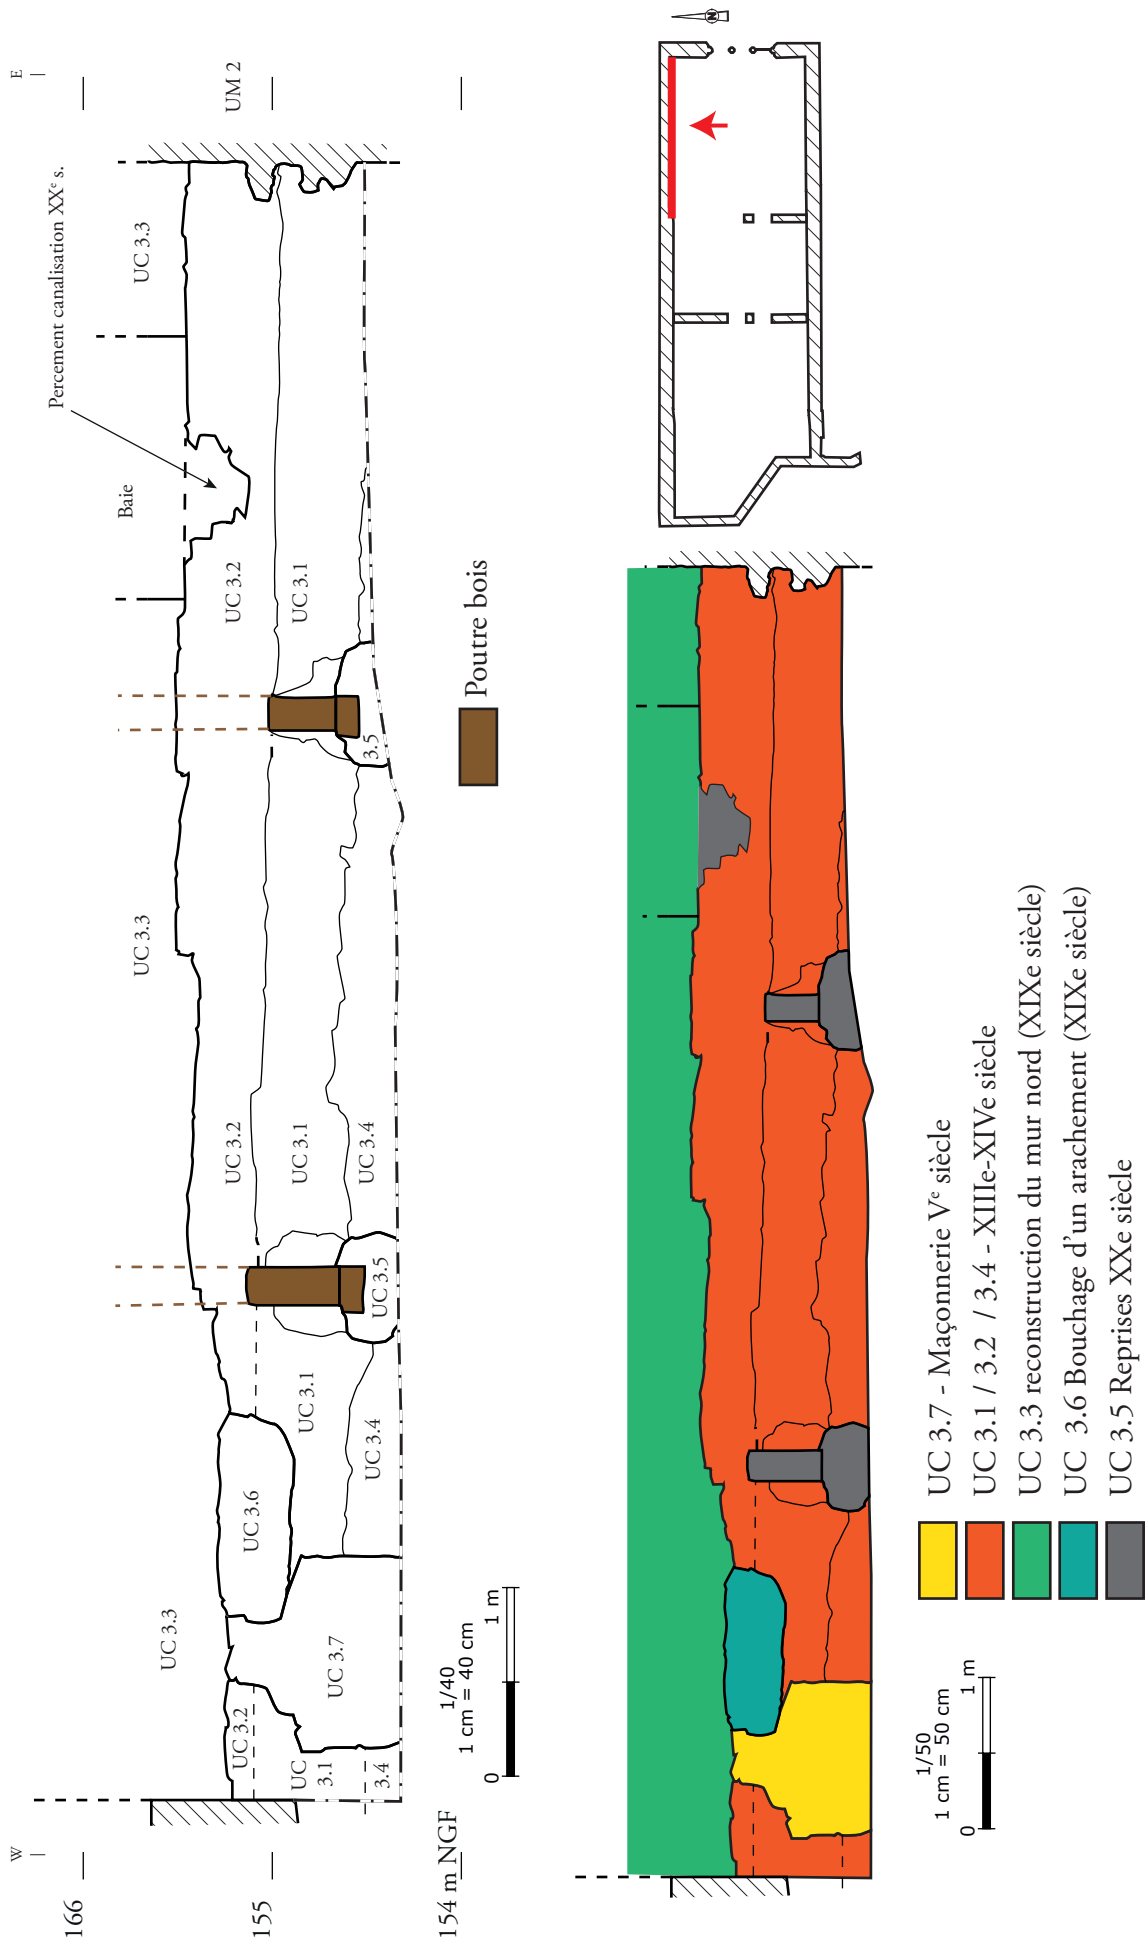 W
E
166
155
154 m NGF
UM 2
Percement canalisation XXe s.
UC 3.3
UC 3.3
UC 3.3
Baie
UC 3.2
UC 3.6
UC 3.2
UC 3.2
UC
3.1
UC 3.7
UC 3.1
UC 3.1
UC 3.1
3.4
UC 3.4
UC 3.5
UC 3.4
3.5
1/40
1 cm = 40 cm
0
1 m
Poutre bois
N
1/50
1 cm = 50 cm
0
1 m
UC 3.7 - Maçonnerie Ve siècle
UC 3.1 / 3.2 / 3.4 - XIIIe-XIVe siècle
UC 3.3 reconstruction du mur nord (XIXe siècle)
UC 3.6 Bouchage d'un arachement (XIXe siècle)
UC 3.5 Reprises XXe siècle